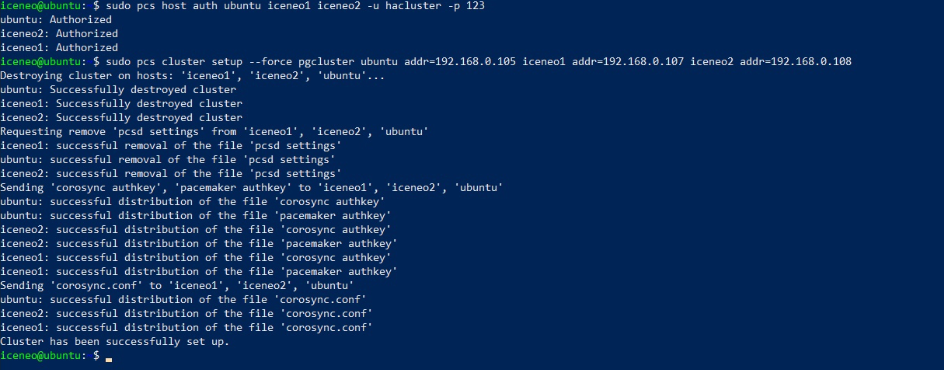 iceneo@ubuntu: $ sudo pcs host auth ubuntu iceneo1 iceneo2 -u hacluster -p 123
ubuntu: Authorized
iceneo2: Authorized
iceneo1: Authorized
iceneo@ubuntu: $ sudo pcs cluster setup --force pgcluster ubuntu addr=192.168.0.105 iceneo1 addr=192.168.0.107 iceneo2 addr=192.168.0.108
Destroying cluster on hosts: 'iceneo1', 'iceneo2', 'ubuntu'...
ubuntu: Successfully destroyed cluster
iceneo1: Successfully destroyed cluster
iceneo2: Successfully destroyed cluster
Requesting remove 'pcsd settings' from 'iceneo1', 'iceneo2', 'ubuntu'
iceneo1: successful removal of the file 'pcsd settings'
ubuntu: successful removal of the file 'pcsd settings'
iceneo2: successful removal of the file 'pcsd settings'
Sending 'corosync authkey', 'pacemaker authkey' to 'iceneo1', 'iceneo2', 'ubuntu'
ubuntu: successful distribution of the file 'corosync authkey'
ubuntu: successful distribution of the file 'pacemaker authkey'
iceneo2: successful distribution of the file 'corosync authkey'
iceneo2: successful distribution of the file 'pacemaker authkey'
iceneo1: successful distribution of the file 'corosync authkey'
iceneo1: successful distribution of the file 'pacemaker authkey'
Sending 'corosync.conf' to 'iceneo1', 'iceneo2', 'ubuntu'
ubuntu: successful distribution of the file 'corosync.conf'
iceneo2: successful distribution of the file 'corosync.conf'
iceneo1: successful distribution of the file 'corosync.conf'
Cluster has been successfully set up.
iceneo@ubuntu: $